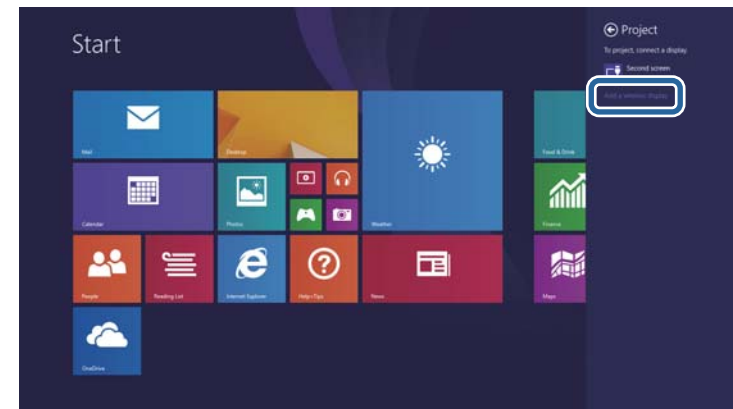 Start
Project
To project, connect a display.
Second screen
Add a wireless display
Mail
Desktop
Food & Drink
Calendar
Photos
Weather
Finance
People
Reading List
Internet Explorer
Help+Tips
News
Maps
OneDrive